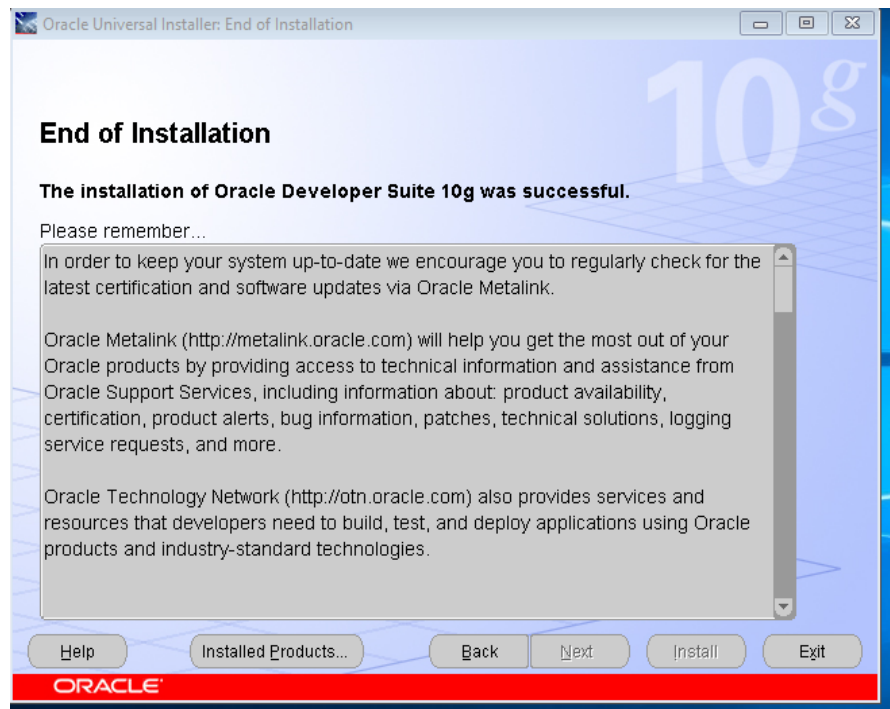 Oracle Universal Installer: End of Installation
10g
End of Installation
The installation of Oracle Developer Suite 10g was successful.
Please remember...
In order to keep your system up-to-date we encourage you to regularly check for the
latest certification and software updates via Oracle Metalink.
Oracle Metalink (http://metalink.oracle.com) will help you get the most out of your
Oracle products by providing access to technical information and assistance from
Oracle Support Services, including information about: product availability,
certification, product alerts, bug information, patches, technical solutions, logging
service requests, and more.
Oracle Technology Network (http://otn.oracle.com) also provides services and
resources that developers need to build, test, and deploy applications using Oracle
products and industry-standard technologies.
Help Installed Products... Back Next Install Exit
ORACLE